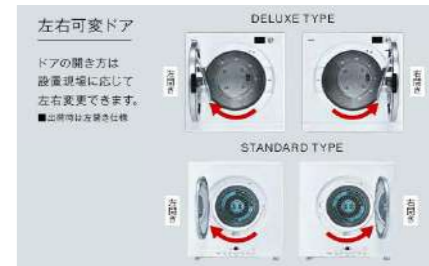 左右可変ドア
ドアの開き方は
設置現場に応じて
左右変更できます。
■出荷時は左開き仕様
DELUXE TYPE
左開き
右開き
STANDARD TYPE
左開き
右開き